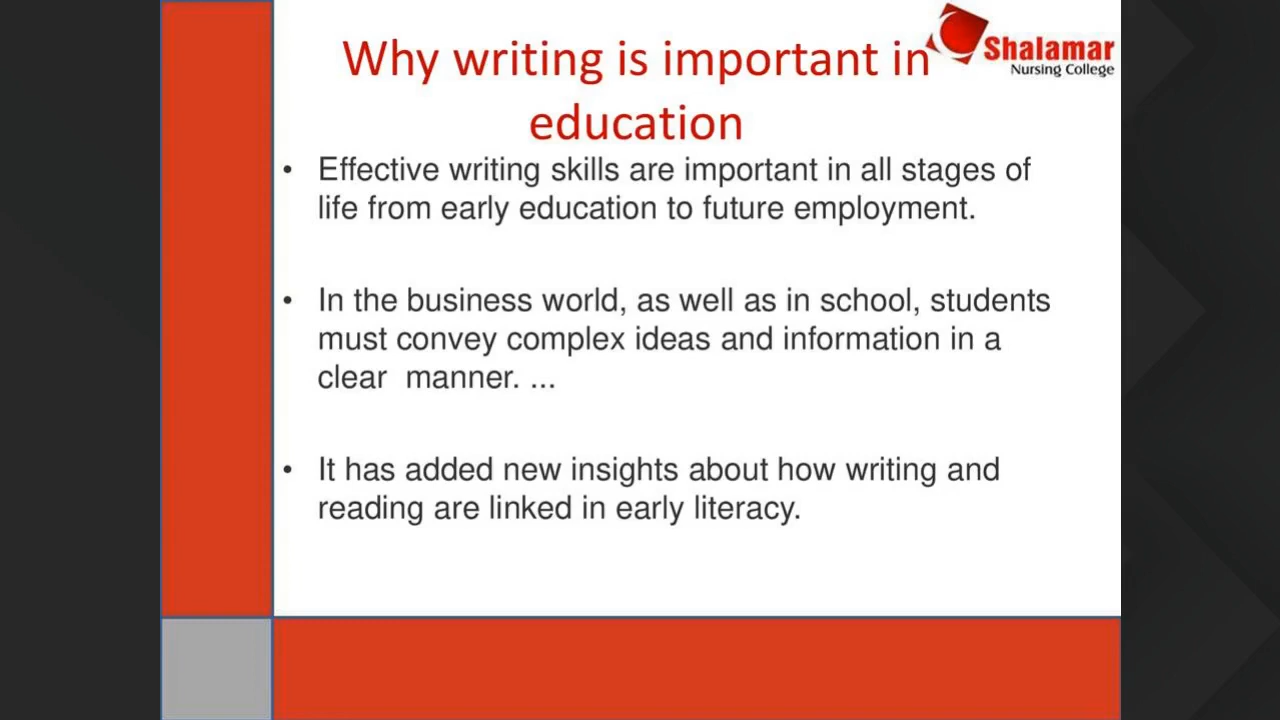 Why writing is important in
education
Shalamar
Nursing College
• Effective writing skills are important in all stages of
life from early education to future employment.
• In the business world, as well as in school, students
must convey complex ideas and information in a
clear  manner. ...
• It has added new insights about how writing and
reading are linked in early literacy.